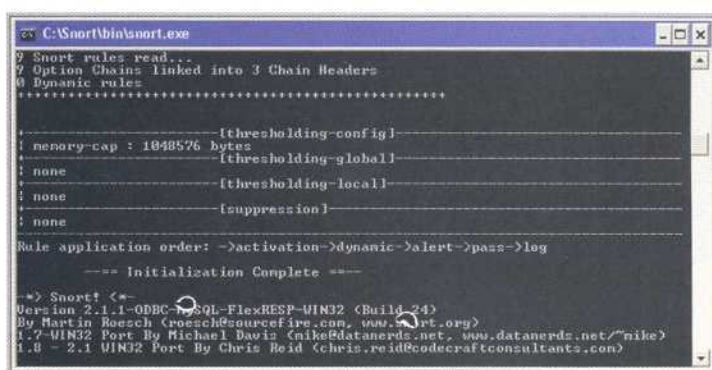 C:\Snort\bin\snort.exe
9 Snort rules read...
9 Option Chains linked into 3 Chain Headers
0 Dynamic rules
+++++++++++++++++++++++++++++++++++++++++++++++++++
+-----------------------[thresholding-config]----------------------------------
| memory-cap : 1048576 bytes
+-----------------------[thresholding-global]----------------------------------
| none
+-----------------------[thresholding-local]-----------------------------------
| none
+-----------------------[suppression]------------------------------------------
| none
-------------------------------------------------------------------------------
Rule application order: ->activation->dynamic->alert->pass->log
--== Initialization Complete ==--
-*> Snort! <*-
Version 2.1.1-ODBC-MySQL-FlexRESP-WIN32 (Build 24)
By Martin Roesch (roesch@sourcefire.com, www.snort.org)
1.7-WIN32 Port By Michael Davis (mike@datanerds.net, www.datanerds.net/~mike)
1.8 - 2.1 WIN32 Port By Chris Reid (chris.reid@codecraftconsultants.com)